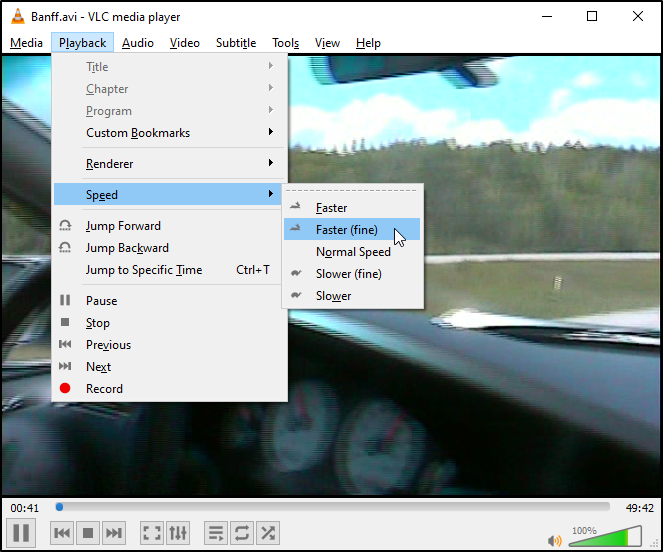 Banff.avi - VLC media player
Media Playback Audio Video Subtitle Tools View Help
Title
Chapter
Program
Custom Bookmarks
Renderer
Speed
Faster
Faster (fine)
Normal Speed
Slower (fine)
Slower
Jump Forward
Jump Backward
Jump to Specific Time Ctrl+T
Pause
Stop
Previous
Next
Record
00:41 49:42
100%